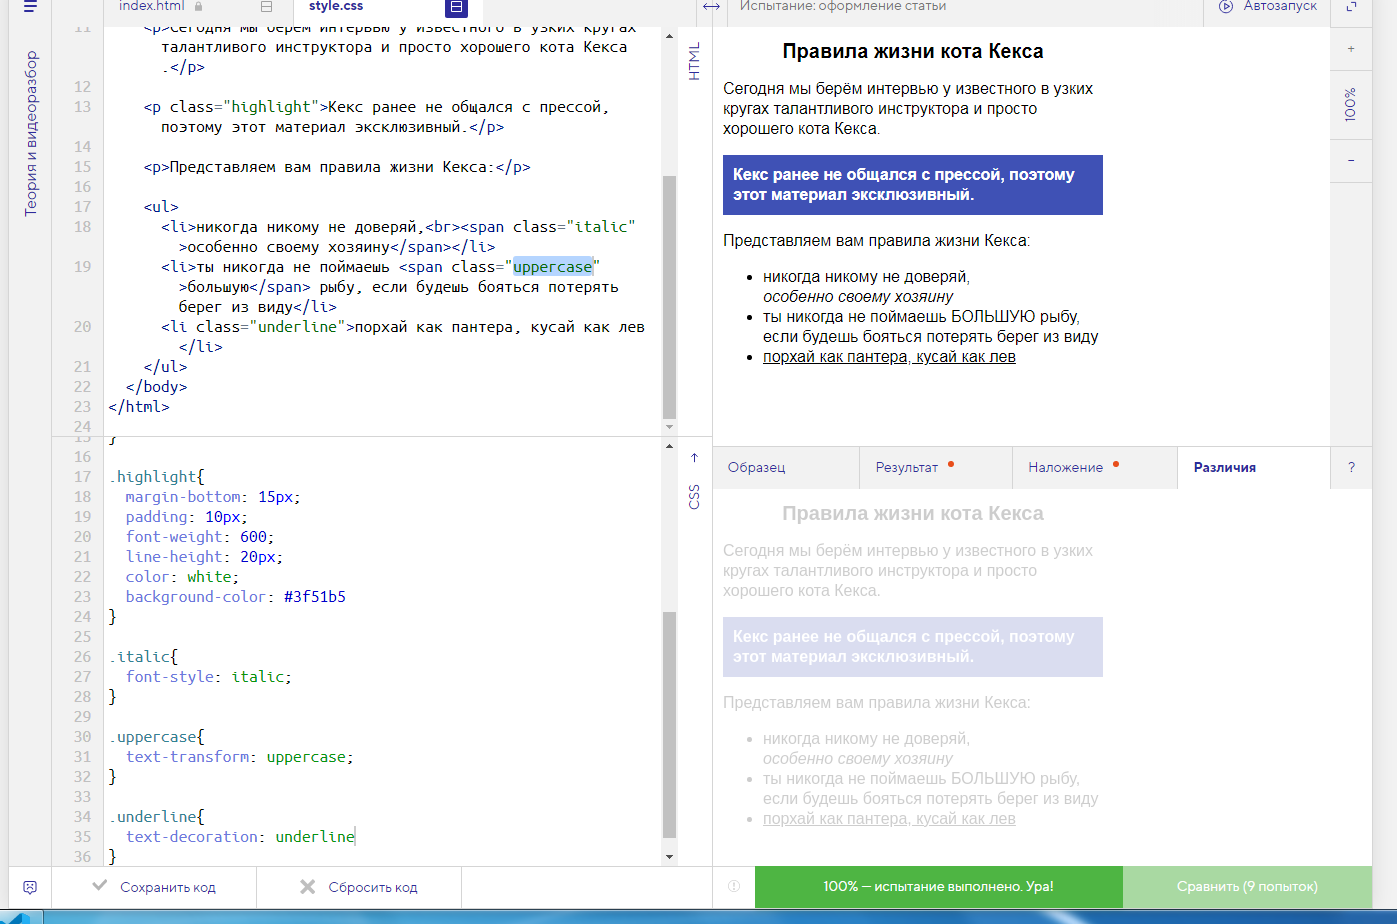 index.html
style.css
Испытание: оформление статьи
Автозапуск
Теория и видеоразбор
11 <p>Сегодня мы берём интервью у известного в узких кругах
талантливого инструктора и просто хорошего кота Кекса
.</p>
12
13 <p class="highlight">Кекс ранее не общался с прессой,
поэтому этот материал эксклюзивный.</p>
14
15 <p>Представляем вам правила жизни Кекса:</p>
16
17 <ul>
18 <li>никогда никому не доверяй,<br><span class="italic"
>особенно своему хозяину</span></li>
19 <li>ты никогда не поймаешь <span class="uppercase"
>большую</span> рыбу, если будешь бояться потерять
берег из виду</li>
20 <li class="underline">порхай как пантера, кусай как лев
</li>
21 </ul>
22 </body>
23 </html>
24
HTML
15 }
16
17 .highlight{
18 margin-bottom: 15px;
19 padding: 10px;
20 font-weight: 600;
21 line-height: 20px;
22 color: white;
23 background-color: #3f51b5
24 }
25
26 .italic{
27 font-style: italic;
28 }
29
30 .uppercase{
31 text-transform: uppercase;
32 }
33
34 .underline{
35 text-decoration: underline
36 }
CSS
Правила жизни кота Кекса
Сегодня мы берём интервью у известного в узких
кругах талантливого инструктора и просто
хорошего кота Кекса.
Кекс ранее не общался с прессой, поэтому
этот материал эксклюзивный.
Представляем вам правила жизни Кекса:
• никогда никому не доверяй,
особенно своему хозяину
• ты никогда не поймаешь БОЛЬШУЮ рыбу,
если будешь бояться потерять берег из виду
• порхай как пантера, кусай как лев
+
100%
−
Образец
Результат
Наложение
Различия
?
Правила жизни кота Кекса
Сегодня мы берём интервью у известного в узких
кругах талантливого инструктора и просто
хорошего кота Кекса.
Кекс ранее не общался с прессой, поэтому
этот материал эксклюзивный.
Представляем вам правила жизни Кекса:
• никогда никому не доверяй,
особенно своему хозяину
• ты никогда не поймаешь БОЛЬШУЮ рыбу,
если будешь бояться потерять берег из виду
• порхай как пантера, кусай как лев
Сохранить код
Сбросить код
100% — испытание выполнено. Ура!
Сравнить (9 попыток)